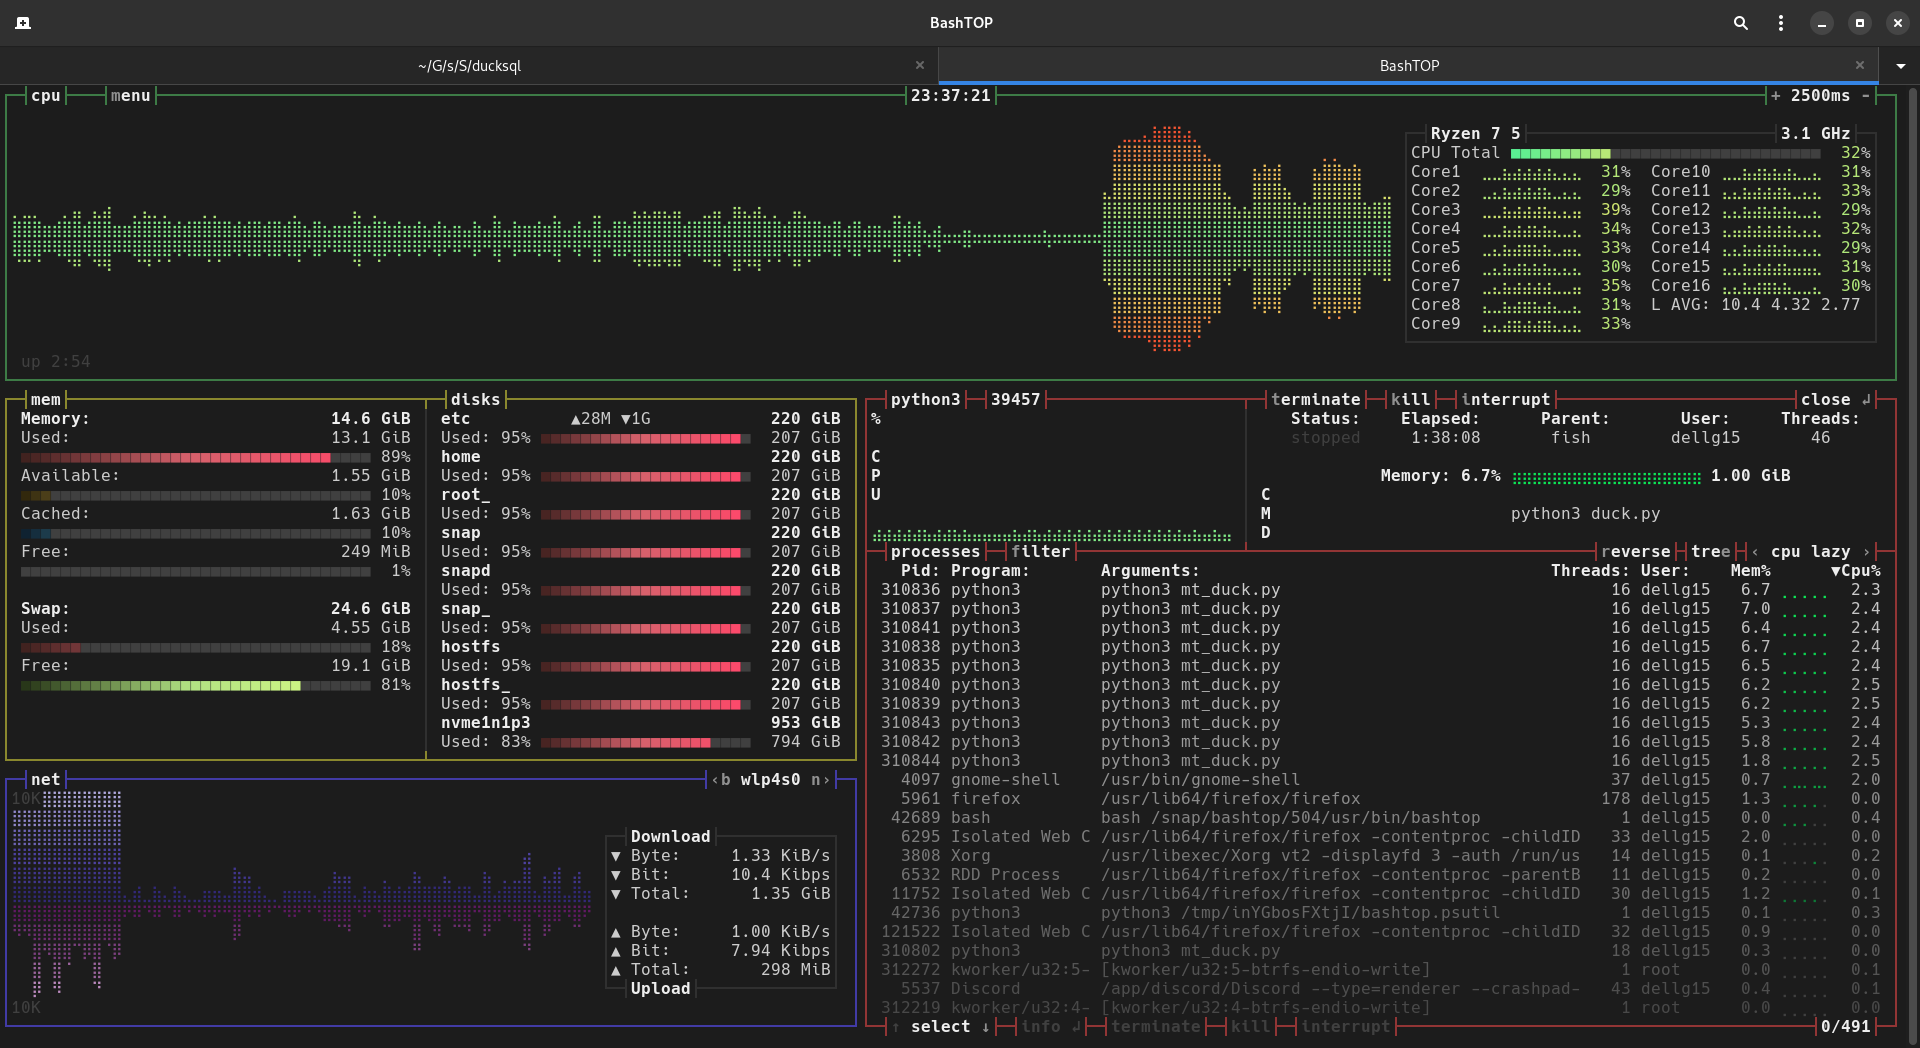 BashTOP
~/G/s/S/ducksql ×
BashTOP ×
cpu menu 23:37:21 + 2500ms -
Ryzen 7 5 3.1 GHz
CPU Total 32%
Core1 31% Core10 31%
Core2 29% Core11 33%
Core3 39% Core12 29%
Core4 34% Core13 32%
Core5 33% Core14 29%
Core6 30% Core15 31%
Core7 35% Core16 30%
Core8 31% L AVG: 10.4 4.32 2.77
Core9 33%
up 2:54
mem
Memory: 14.6 GiB
Used: 13.1 GiB
89%
Available: 1.55 GiB
10%
Cached: 1.63 GiB
10%
Free: 249 MiB
1%
Swap: 24.6 GiB
Used: 4.55 GiB
18%
Free: 19.1 GiB
81%
disks
etc ▲28M ▼1G 220 GiB
Used: 95% 207 GiB
home 220 GiB
Used: 95% 207 GiB
root_ 220 GiB
Used: 95% 207 GiB
snap 220 GiB
Used: 95% 207 GiB
snapd 220 GiB
Used: 95% 207 GiB
snap_ 220 GiB
Used: 95% 207 GiB
hostfs 220 GiB
Used: 95% 207 GiB
hostfs_ 220 GiB
Used: 95% 207 GiB
nvme1n1p3 953 GiB
Used: 83% 794 GiB
net ‹b wlp4s0 n›
10K
10K
Download
▼ Byte: 1.33 KiB/s
▼ Bit: 10.4 Kibps
▼ Total: 1.35 GiB
▲ Byte: 1.00 KiB/s
▲ Bit: 7.94 Kibps
▲ Total: 298 MiB
Upload
python3 39457 terminate kill interrupt close ↲
%
C
P
U
Status: Elapsed: Parent: User: Threads:
stopped 1:38:08 fish dellg15 46
Memory: 6.7% 1.00 GiB
C
M
D
python3 duck.py
processes filter reverse tree ‹ cpu lazy ›
Pid: Program: Arguments: Threads: User: Mem% ▼Cpu%
310836 python3 python3 mt_duck.py 16 dellg15 6.7 2.3
310837 python3 python3 mt_duck.py 16 dellg15 7.0 2.4
310841 python3 python3 mt_duck.py 16 dellg15 6.4 2.4
310838 python3 python3 mt_duck.py 16 dellg15 6.7 2.4
310835 python3 python3 mt_duck.py 16 dellg15 6.5 2.4
310840 python3 python3 mt_duck.py 16 dellg15 6.2 2.5
310839 python3 python3 mt_duck.py 16 dellg15 6.2 2.5
310843 python3 python3 mt_duck.py 16 dellg15 5.3 2.4
310842 python3 python3 mt_duck.py 16 dellg15 5.8 2.4
310844 python3 python3 mt_duck.py 16 dellg15 1.8 2.5
4097 gnome-shell /usr/bin/gnome-shell 37 dellg15 0.7 2.0
5961 firefox /usr/lib64/firefox/firefox 178 dellg15 1.3 0.0
42689 bash bash /snap/bashtop/504/usr/bin/bashtop 1 dellg15 0.0 0.4
6295 Isolated Web C /usr/lib64/firefox/firefox -contentproc -childID 33 dellg15 2.0 0.0
3808 Xorg /usr/libexec/Xorg vt2 -displayfd 3 -auth /run/us 14 dellg15 0.1 0.2
6532 RDD Process /usr/lib64/firefox/firefox -contentproc -parentB 11 dellg15 0.2 0.0
11752 Isolated Web C /usr/lib64/firefox/firefox -contentproc -childID 30 dellg15 1.2 0.1
42736 python3 python3 /tmp/inYGbosFXtjI/bashtop.psutil 1 dellg15 0.1 0.3
121522 Isolated Web C /usr/lib64/firefox/firefox -contentproc -childID 32 dellg15 0.9 0.0
310802 python3 python3 mt_duck.py 18 dellg15 0.3 0.0
312272 kworker/u32:5- [kworker/u32:5-btrfs-endio-write] 1 root 0.0 0.1
5537 Discord /app/discord/Discord --type=renderer --crashpad- 43 dellg15 0.4 0.1
312219 kworker/u32:4- [kworker/u32:4-btrfs-endio-write] 1 root 0.0 0.0
↑ select ↓ info ↲ terminate kill interrupt 0/491